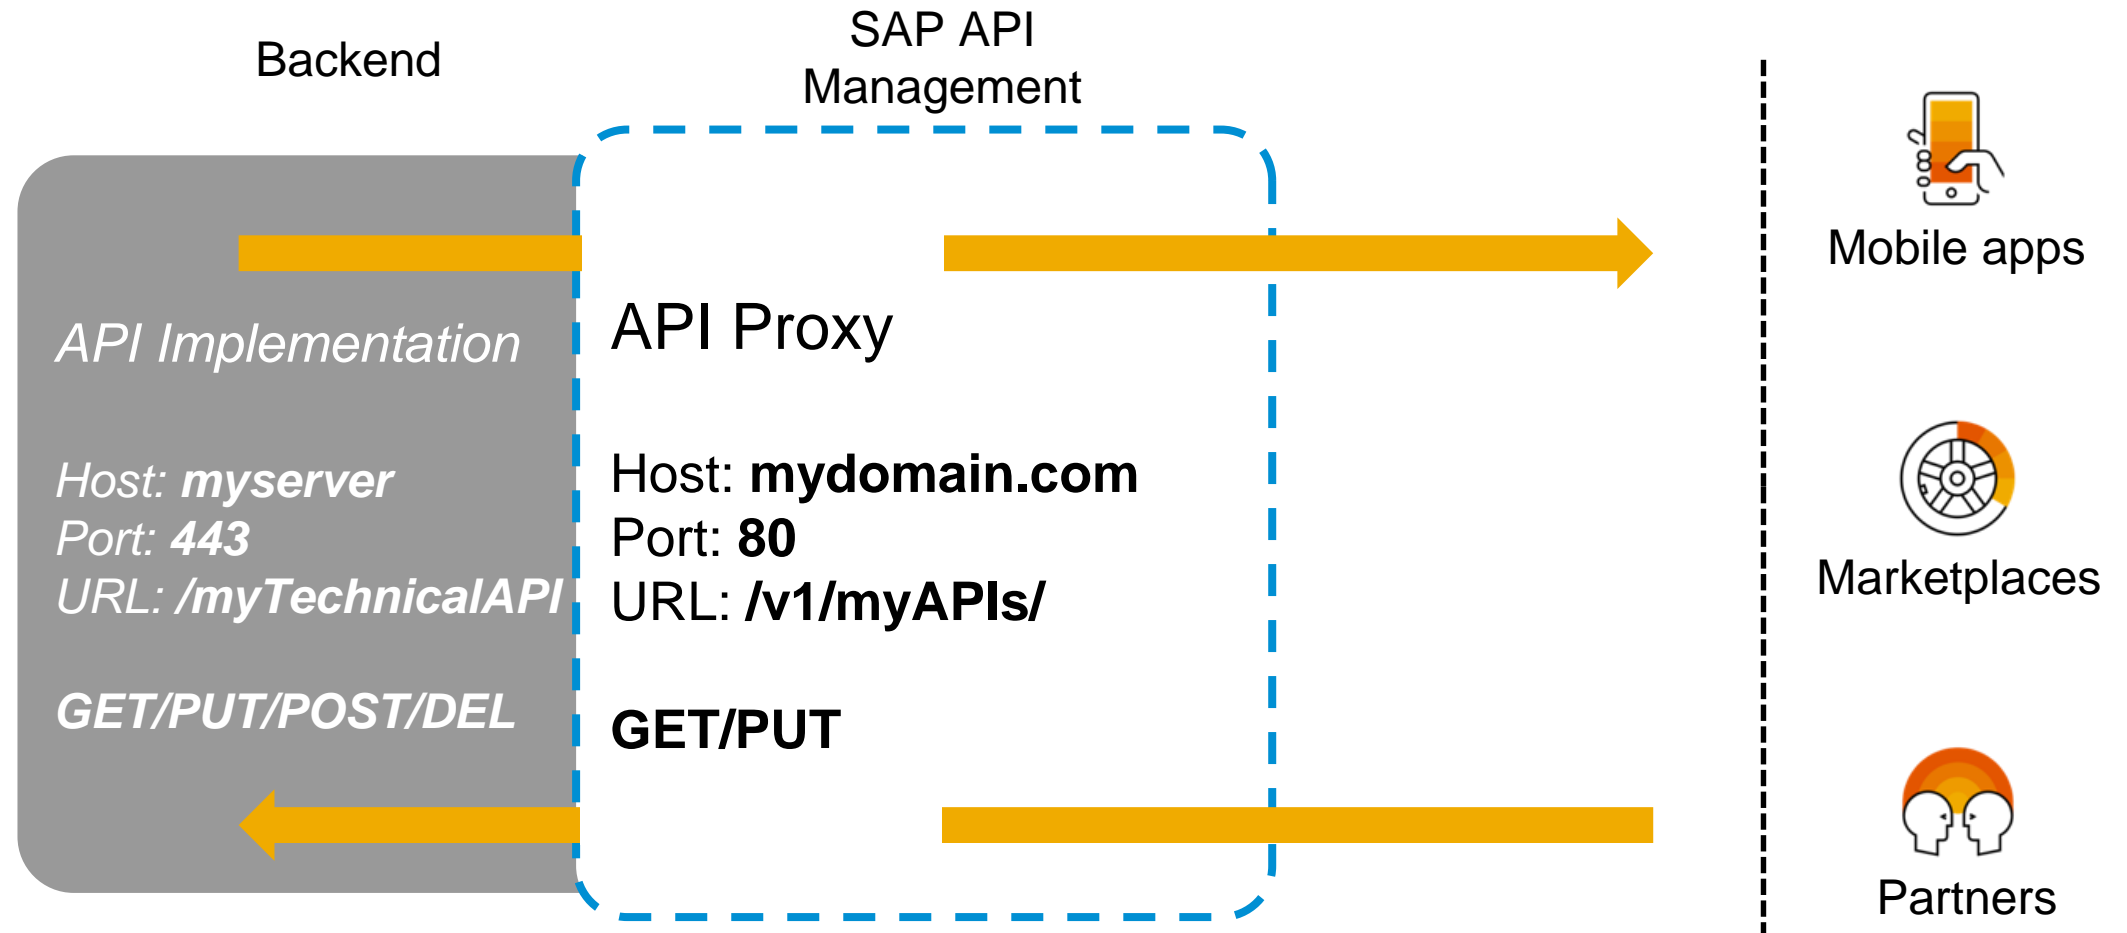 Backend
SAP API
Management
API Implementation
Host: myserver
Port: 443
URL: /myTechnicalAPI
GET/PUT/POST/DEL
API Proxy
Host: mydomain.com
Port: 80
URL: /v1/myAPIs/
GET/PUT
Mobile apps
Marketplaces
Partners